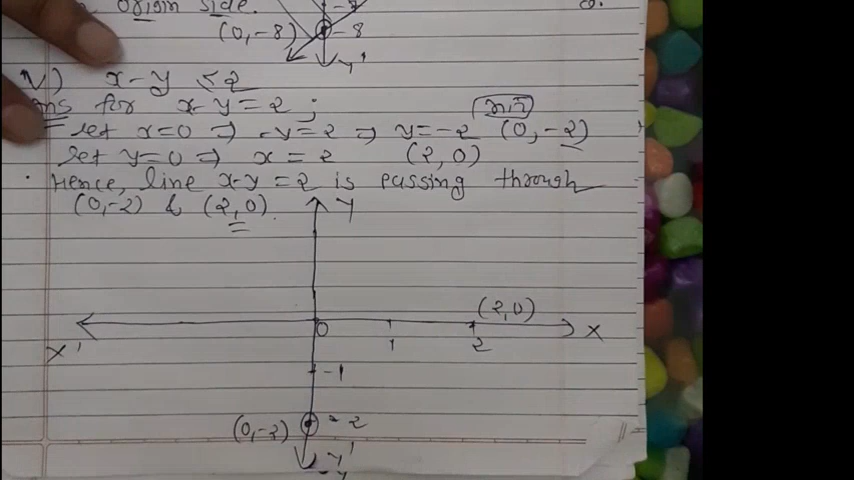 origin side.
(0,-8) -8
y'
v) x-y ≤ 2
Ans for x-y=2 ;
(x,y)
let x=0 ⇒ -y=2 ⇒ y=-2 (0,-2)
let y=0 ⇒ x = 2 (2,0)
Hence, line x-y=2 is passing through
(0,-2) & (2,0).
Y
(2,0)
X' 0 1 2 X
-1
(0,-2) -2
Y'